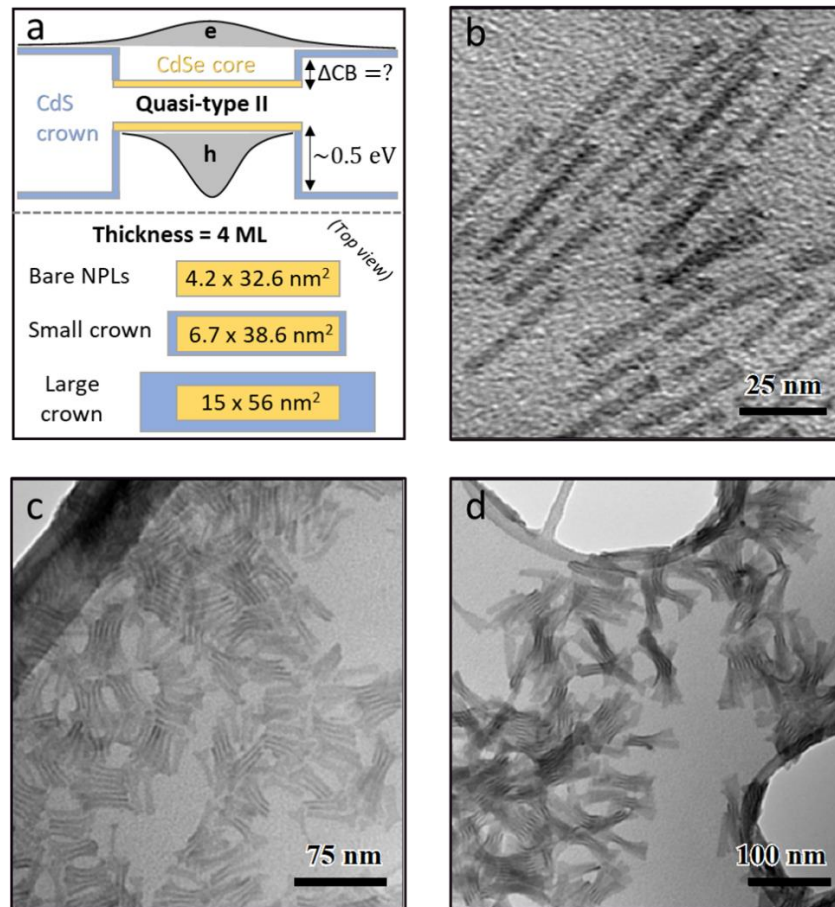 a
e
CdSe core
ΔCB =?
CdS
crown
Quasi-type II
h
~0.5 eV
Thickness = 4 ML
(Top view)
Bare NPLs
4.2 x 32.6 nm²
Small crown
6.7 x 38.6 nm²
Large
crown
15 x 56 nm²
b
25 nm
c
75 nm
d
100 nm